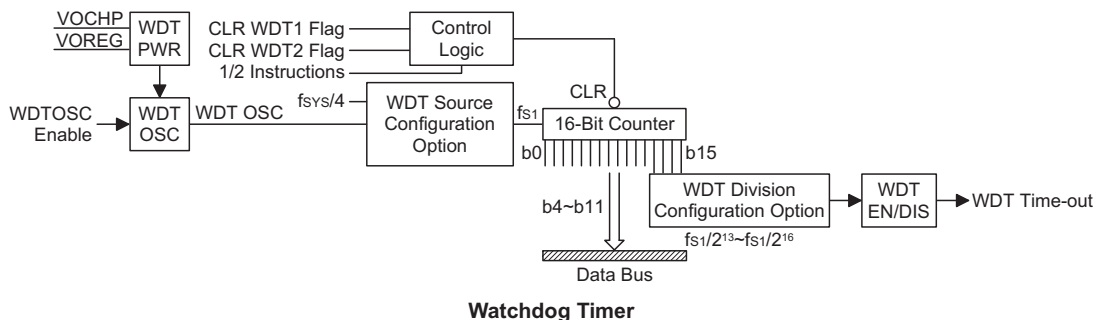 VOCHP
VOREG
WDT
PWR
CLR WDT1 Flag
CLR WDT2 Flag
1/2 Instructions
Control
Logic
WDTOSC
Enable
WDT
OSC
WDT OSC
fSYS/4
WDT Source
Configuration
Option
fS1
CLR
16-Bit Counter
b0
b15
b4~b11
WDT Division
Configuration Option
fS1/2¹³~fS1/2¹⁶
WDT
EN/DIS
WDT Time-out
Data Bus
Watchdog Timer